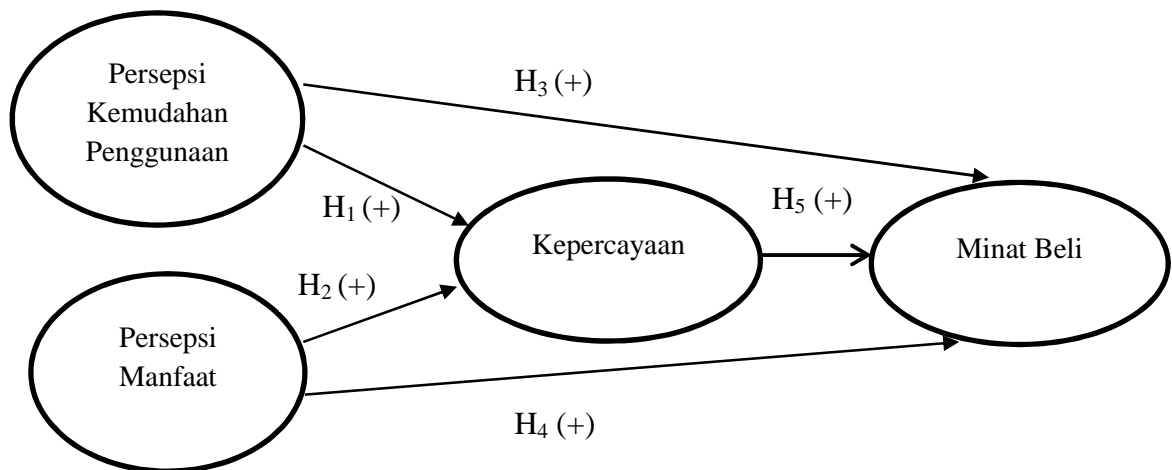 Persepsi
Kemudahan
Penggunaan
H₃ (+)
H₁ (+)
Kepercayaan
H₅ (+)
Minat Beli
H₂ (+)
Persepsi
Manfaat
H₄ (+)